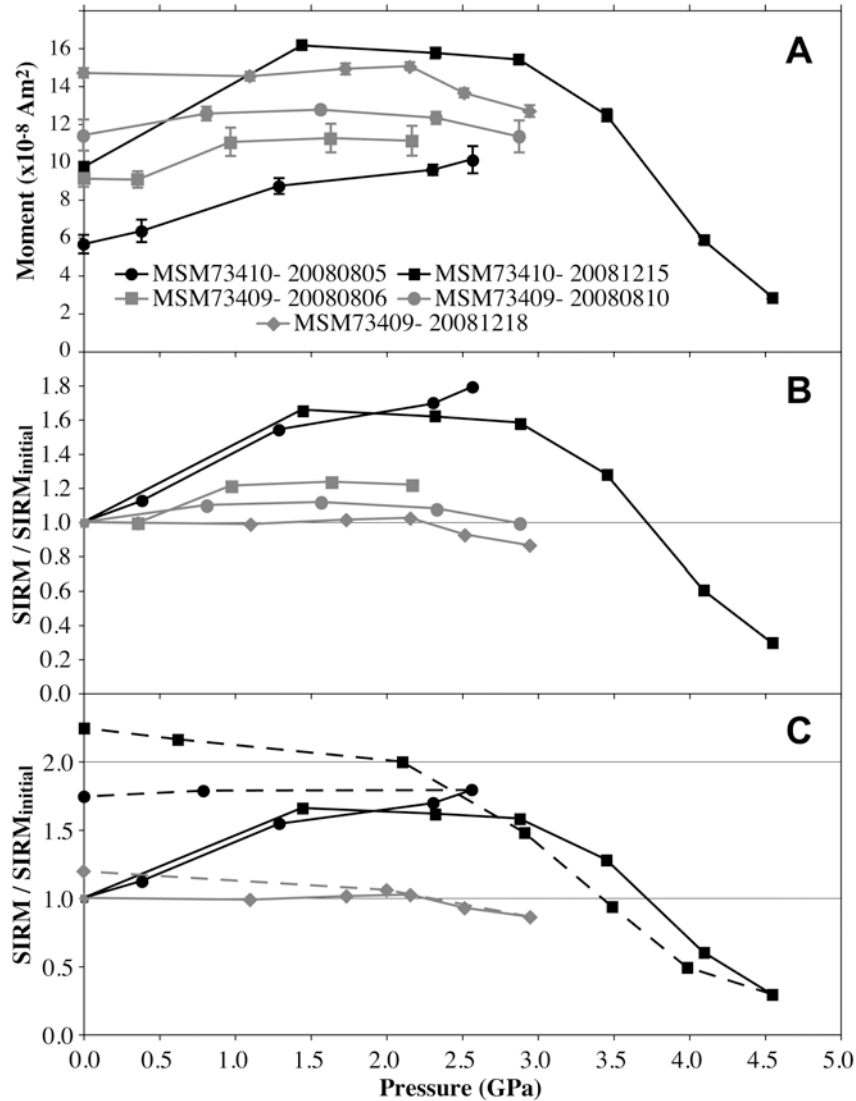 A
16
14
12
10
8
6
4
2
0
Moment (x10⁻⁸ Am²)
MSM73410- 20080805
MSM73410- 20081215
MSM73409- 20080806
MSM73409- 20080810
MSM73409- 20081218
B
1.8
1.6
1.4
1.2
1.0
0.8
0.6
0.4
0.2
0.0
SIRM / SIRMinitial
C
2.0
1.5
1.0
0.5
0.0
SIRM / SIRMinitial
0.0 0.5 1.0 1.5 2.0 2.5 3.0 3.5 4.0 4.5 5.0
Pressure (GPa)